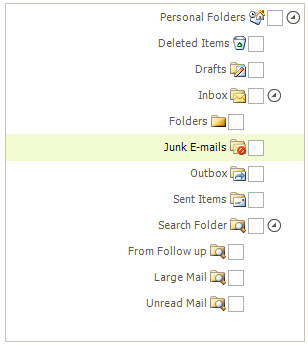 Personal Folders
Deleted Items
Drafts
Inbox
Folders
Junk E-mails
Outbox
Sent Items
Search Folder
From Follow up
Large Mail
Unread Mail